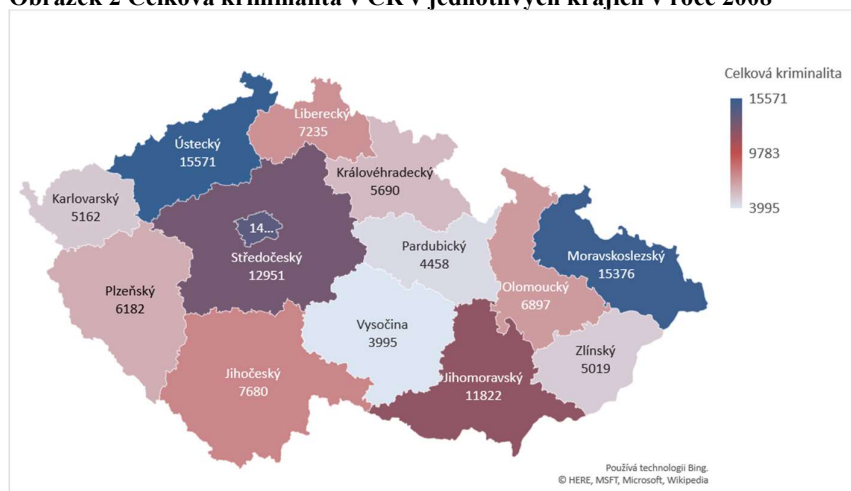 Obrázek 2 Celková kriminalita v ČR v jednotlivých krajích v roce 2008
Celková kriminalita
15571
9783
3995
Liberecký
7235
Ústecký
15571
Královéhradecký
5690
Karlovarský
5162
14...
Středočeský
12951
Pardubický
4458
Moravskoslezský
15376
Plzeňský
6182
Olomoucký
6897
Vysočina
3995
Zlínský
5019
Jihočeský
7680
Jihomoravský
11822
Používá technologii Bing.
© HERE, MSFT, Microsoft, Wikipedia